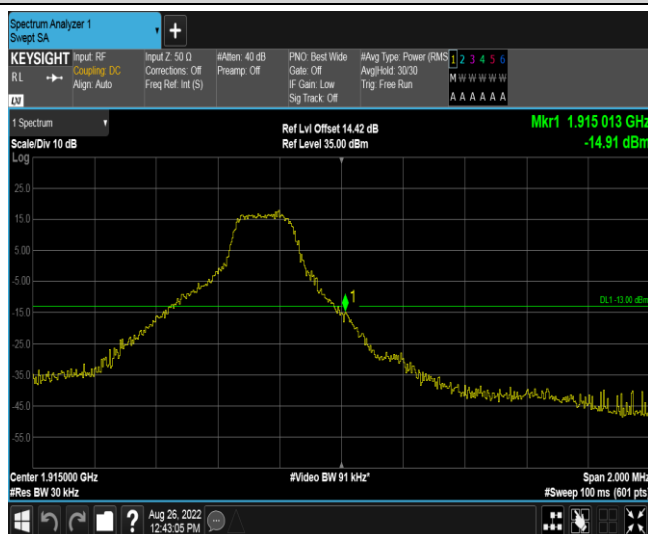 Spectrum Analyzer 1
Swept SA
+
KEYSIGHT
RL
LXI
Input: RF
Coupling: DC
Align: Auto
Input Z: 50 Ω
Corrections: Off
Freq Ref: Int (S)
#Atten: 40 dB
Preamp: Off
PNO: Best Wide
Gate: Off
IF Gain: Low
Sig Track: Off
#Avg Type: Power (RMS
Avg|Hold: 30/30
Trig: Free Run
1 2 3 4 5 6
M W W W W W
A A A A A A
1 Spectrum
Scale/Div 10 dB
Ref Lvl Offset 14.42 dB
Ref Level 35.00 dBm
Mkr1 1.915 013 GHz
-14.91 dBm
Log
25.0
15.0
5.00
-5.00
-15.0
-25.0
-35.0
-45.0
-55.0
1
DL1 -13.00 dBm
Center 1.915000 GHz
#Res BW 30 kHz
#Video BW 91 kHz*
Span 2.000 MHz
#Sweep 100 ms (601 pts)
?
Aug 26, 2022
12:43:05 PM